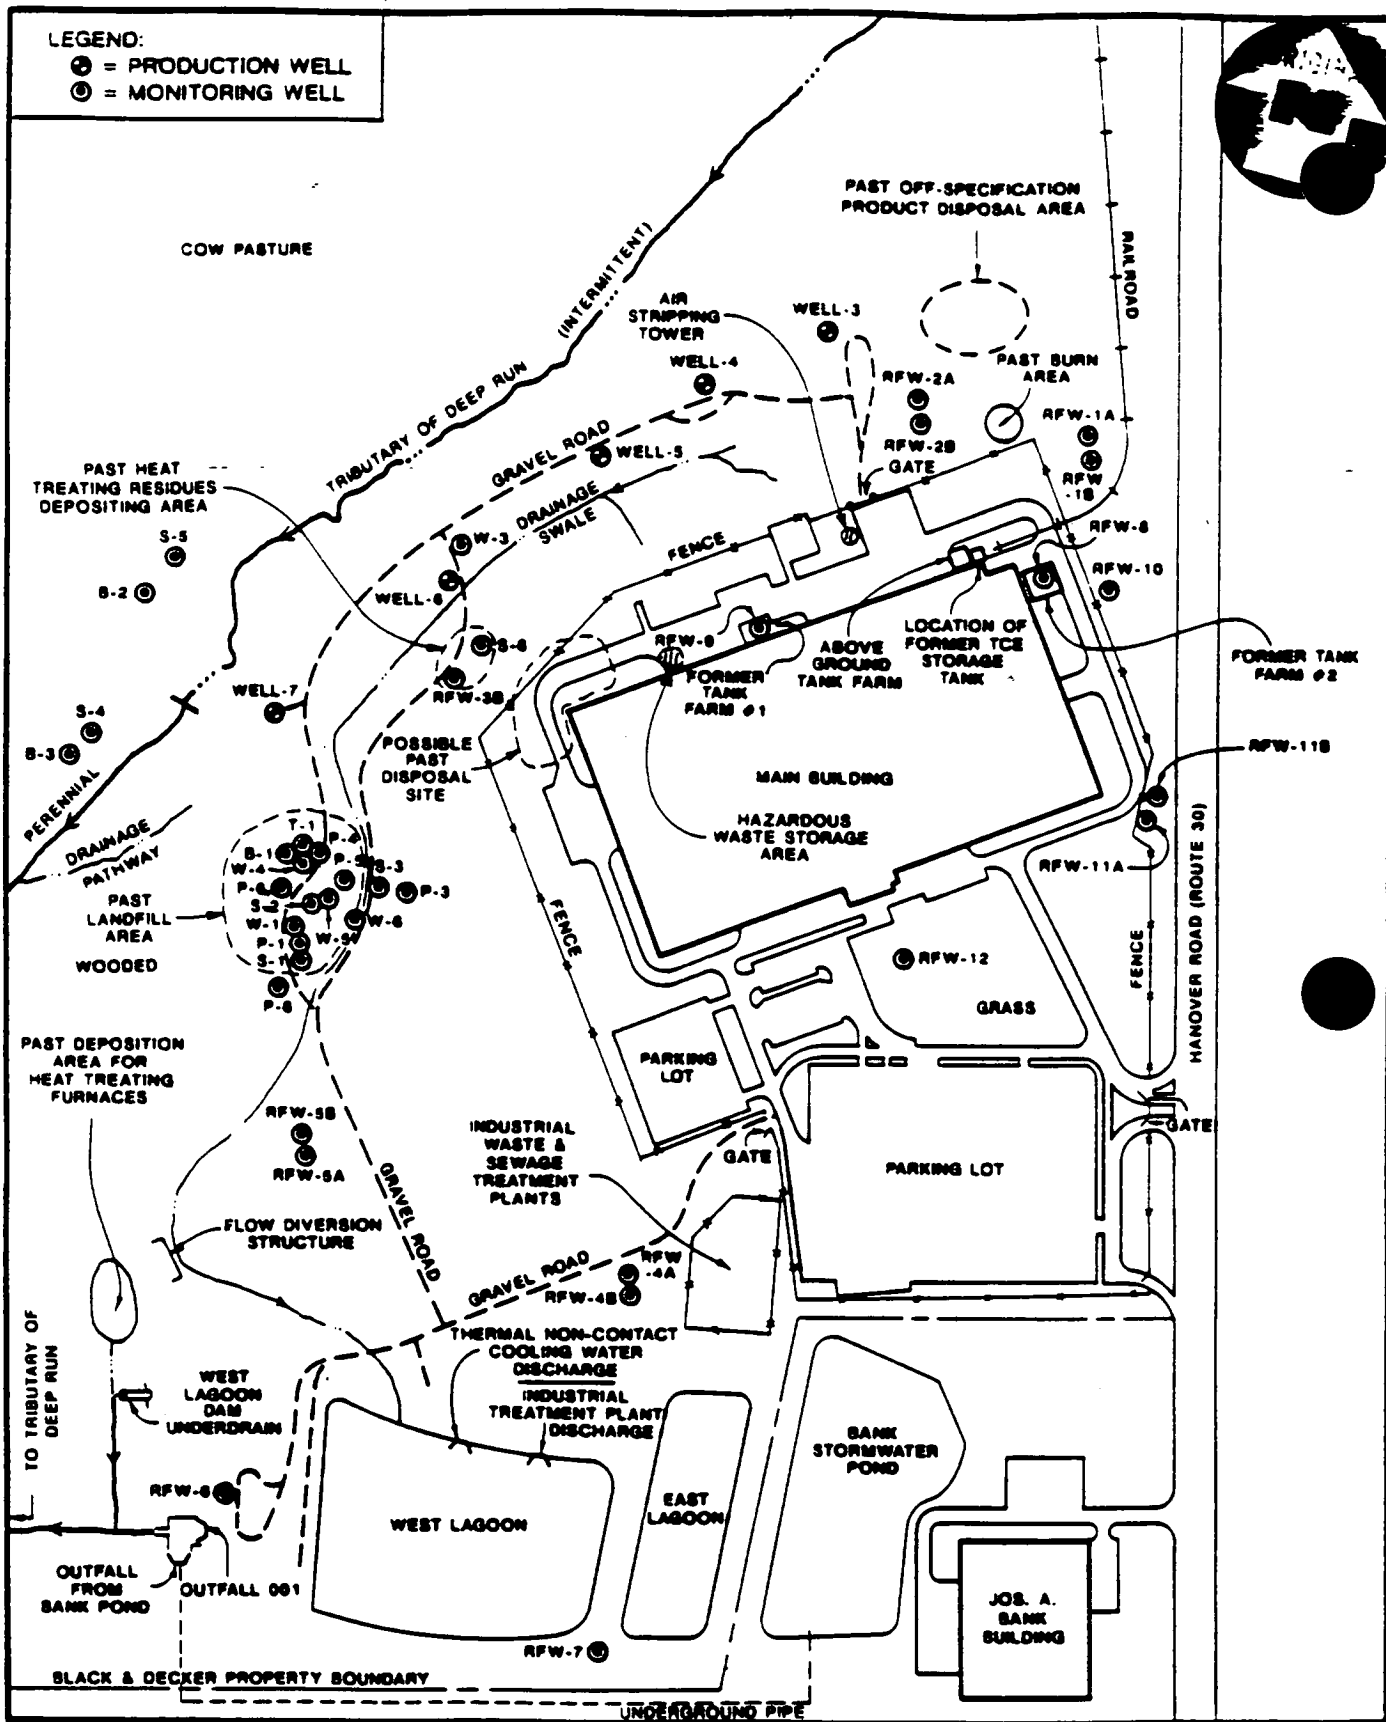 LEGEND:
= PRODUCTION WELL
= MONITORING WELL
PAST OFF-SPECIFICATION
PRODUCT DISPOSAL AREA
COW PASTURE
(INTERMITTENT)
RAILROAD
AIR
STRIPPING
TOWER
WELL-3
WELL-4
PAST BURN
AREA
RFW-2A
RFW-1A
TRIBUTARY OF DEEP RUN
GRAVEL ROAD
WELL-5
RFW-2B
GATE
RFW
-1B
PAST HEAT
TREATING RESIDUES
DEPOSITING AREA
DRAINAGE
SWALE
S-5
W-3
FENCE
RFW-8
B-2
WELL-6
RFW-10
S-6
RFW-9
ABOVE
GROUND
TANK FARM
LOCATION OF
FORMER TCE
STORAGE
TANK
FORMER TANK
FARM #2
FORMER
TANK
FARM #1
RFW-3B
WELL-7
S-4
B-3
POSSIBLE
PAST
DISPOSAL
SITE
RFW-11B
MAIN BUILDING
PERENNIAL
HAZARDOUS
WASTE STORAGE
AREA
DRAINAGE
PATHWAY
T-1
B-1
W-4
S-3
RFW-11A
P-3
PAST
LANDFILL
AREA
S-2
W-1
W-6
P-1
S-1
WOODED
FENCE
RFW-12
FENCE
HANOVER ROAD (ROUTE 30)
GRASS
PAST DEPOSITION
AREA FOR
HEAT TREATING
FURNACES
PARKING
LOT
RFW-5B
RFW-5A
INDUSTRIAL
WASTE &
SEWAGE
TREATMENT
PLANTS
GATE
GATE
PARKING LOT
GRAVEL ROAD
FLOW DIVERSION
STRUCTURE
GRAVEL ROAD
RFW
-4A
RFW-4B
TO TRIBUTARY OF
DEEP RUN
THERMAL NON-CONTACT
COOLING WATER
DISCHARGE
INDUSTRIAL
TREATMENT PLANT
DISCHARGE
WEST
LAGOON
DAM
UNDERDRAIN
BANK
STORMWATER
POND
RFW-6
WEST LAGOON
EAST
LAGOON
OUTFALL
FROM
BANK POND
OUTFALL 001
JOS. A.
BANK
BUILDING
RFW-7
BLACK & DECKER PROPERTY BOUNDARY
UNDERGROUND PIPE